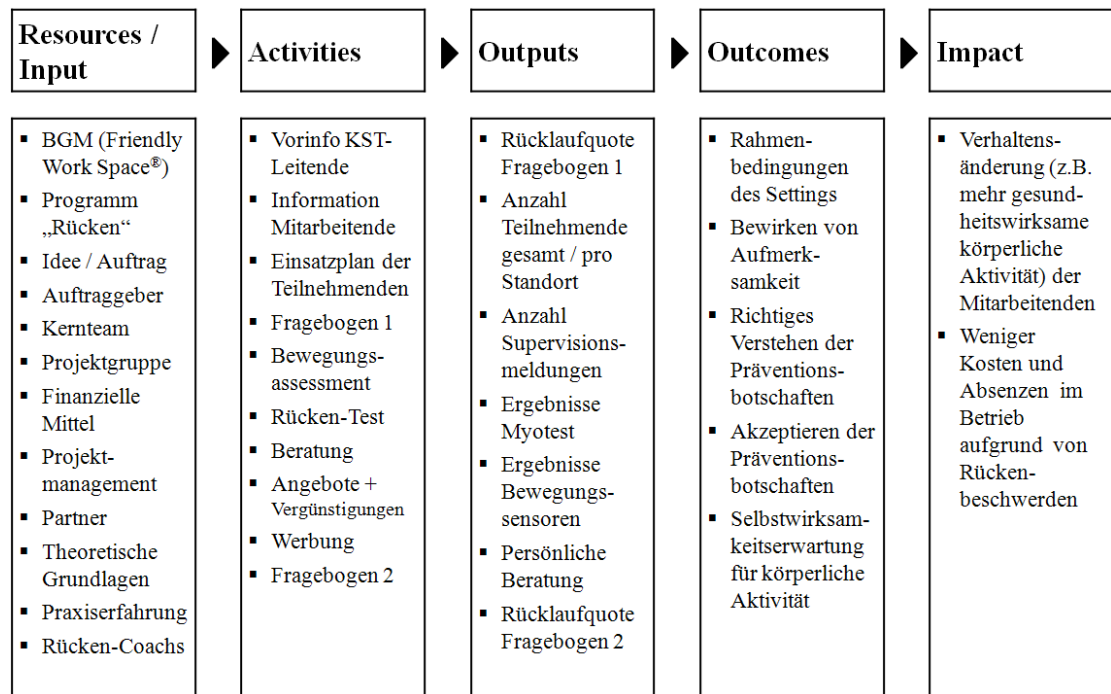 Resources /
Input
Activities
Outputs
Outcomes
Impact
▪ BGM (Friendly
Work Space®)
▪ Programm
„Rücken“
▪ Idee / Auftrag
▪ Auftraggeber
▪ Kernteam
▪ Projektgruppe
▪ Finanzielle
Mittel
▪ Projekt-
management
▪ Partner
▪ Theoretische
Grundlagen
▪ Praxiserfahrung
▪ Rücken-Coachs
▪ Vorinfo KST-
Leitende
▪ Information
Mitarbeitende
▪ Einsatzplan der
Teilnehmenden
▪ Fragebogen 1
▪ Bewegungs-
assessment
▪ Rücken-Test
▪ Beratung
▪ Angebote +
Vergünstigungen
▪ Werbung
▪ Fragebogen 2
▪ Rücklaufquote
Fragebogen 1
▪ Anzahl
Teilnehmende
gesamt / pro
Standort
▪ Anzahl
Supervisions-
meldungen
▪ Ergebnisse
Myotest
▪ Ergebnisse
Bewegungs-
sensoren
▪ Persönliche
Beratung
▪ Rücklaufquote
Fragebogen 2
▪ Rahmen-
bedingungen
des Settings
▪ Bewirken von
Aufmerk-
samkeit
▪ Richtiges
Verstehen der
Präventions-
botschaften
▪ Akzeptieren der
Präventions-
botschaften
▪ Selbstwirksam-
keitserwartung
für körperliche
Aktivität
▪ Verhaltens-
änderung (z.B.
mehr gesund-
heitswirksame
körperliche
Aktivität) der
Mitarbeitenden
▪ Weniger
Kosten und
Absenzen im
Betrieb
aufgrund von
Rücken-
beschwerden